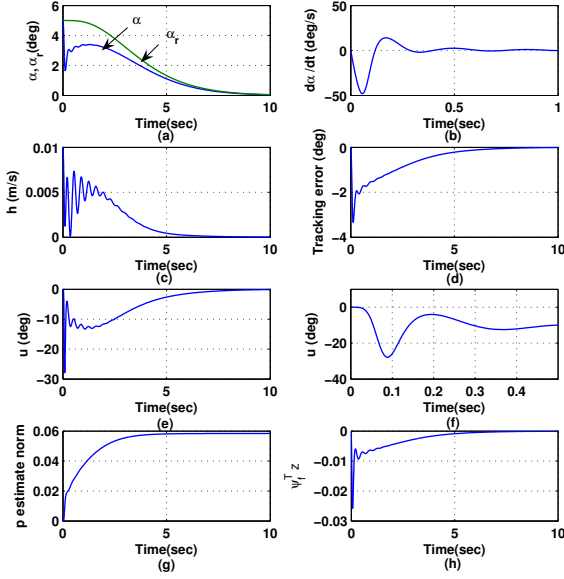 6
4
2
0
α, αr(deg)
α
αr
0
5
10
Time(sec)
(a)
50
0
−50
dα/dt (deg/s)
0
0.5
1
Time(sec)
(b)
0.01
0.005
0
h (m/s)
0
5
10
Time(sec)
(c)
0
−2
−4
Tracking error (deg)
0
5
10
Time(sec)
(d)
0
−10
−20
−30
u (deg)
0
5
10
Time(sec)
(e)
0
−20
−40
u (deg)
0
0.1
0.2
0.3
0.4
Time(sec)
(f)
0.06
0.04
0.02
0
p estimate norm
0
5
10
Time(sec)
(g)
0
−0.01
−0.02
−0.03
ψfT z
0
5
10
Time(sec)
(h)